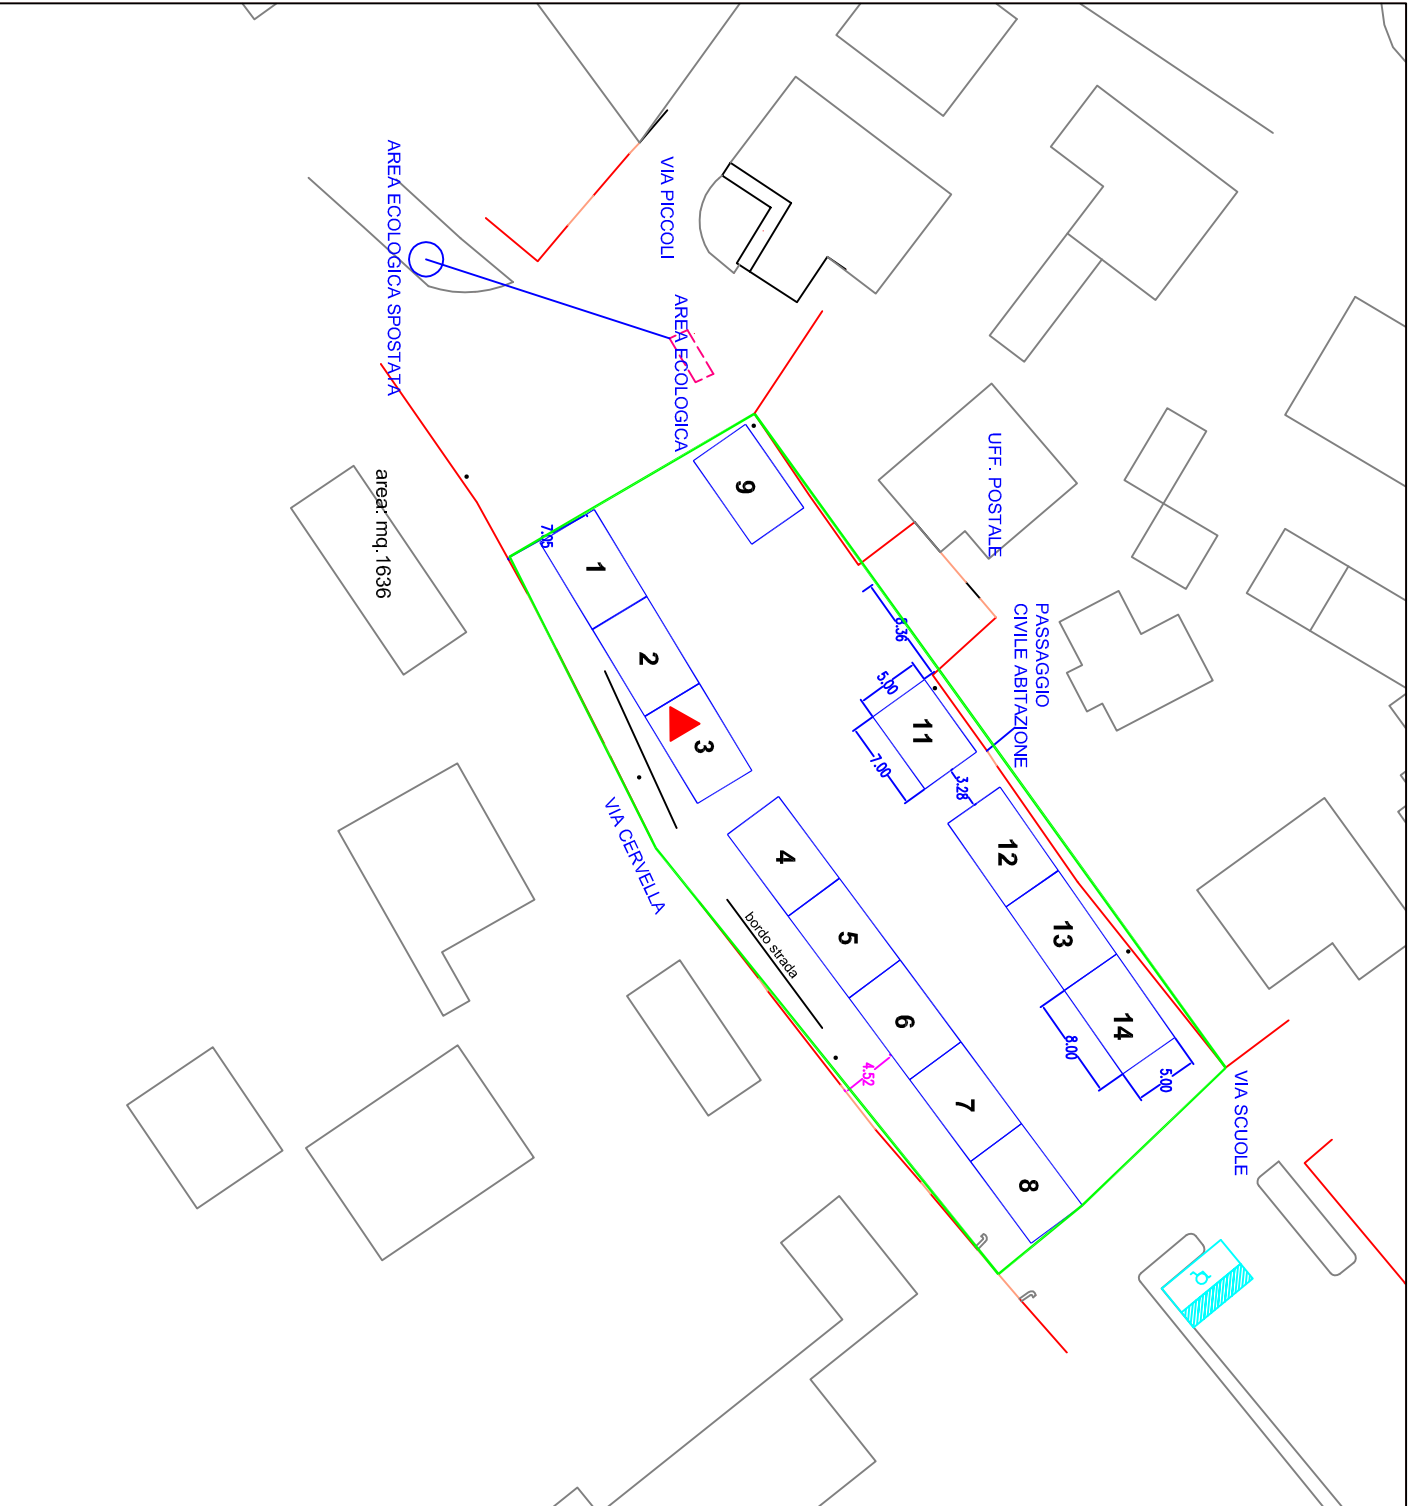 VIA PICCOLI
AREA ECOLOGICA SPOSTATA
AREA ECOLOGICA
UFF. POSTALE
area: mq.1636
9
7.95
1
2
3
8.36
5.00
11
7.00
3.28
PASSAGGIO
CIVILE ABITAZIONE
VIA CERVELLA
bordo strada
4
5
6
7
8
12
13
14
8.00
5.00
4.52
VIA SCUOLE